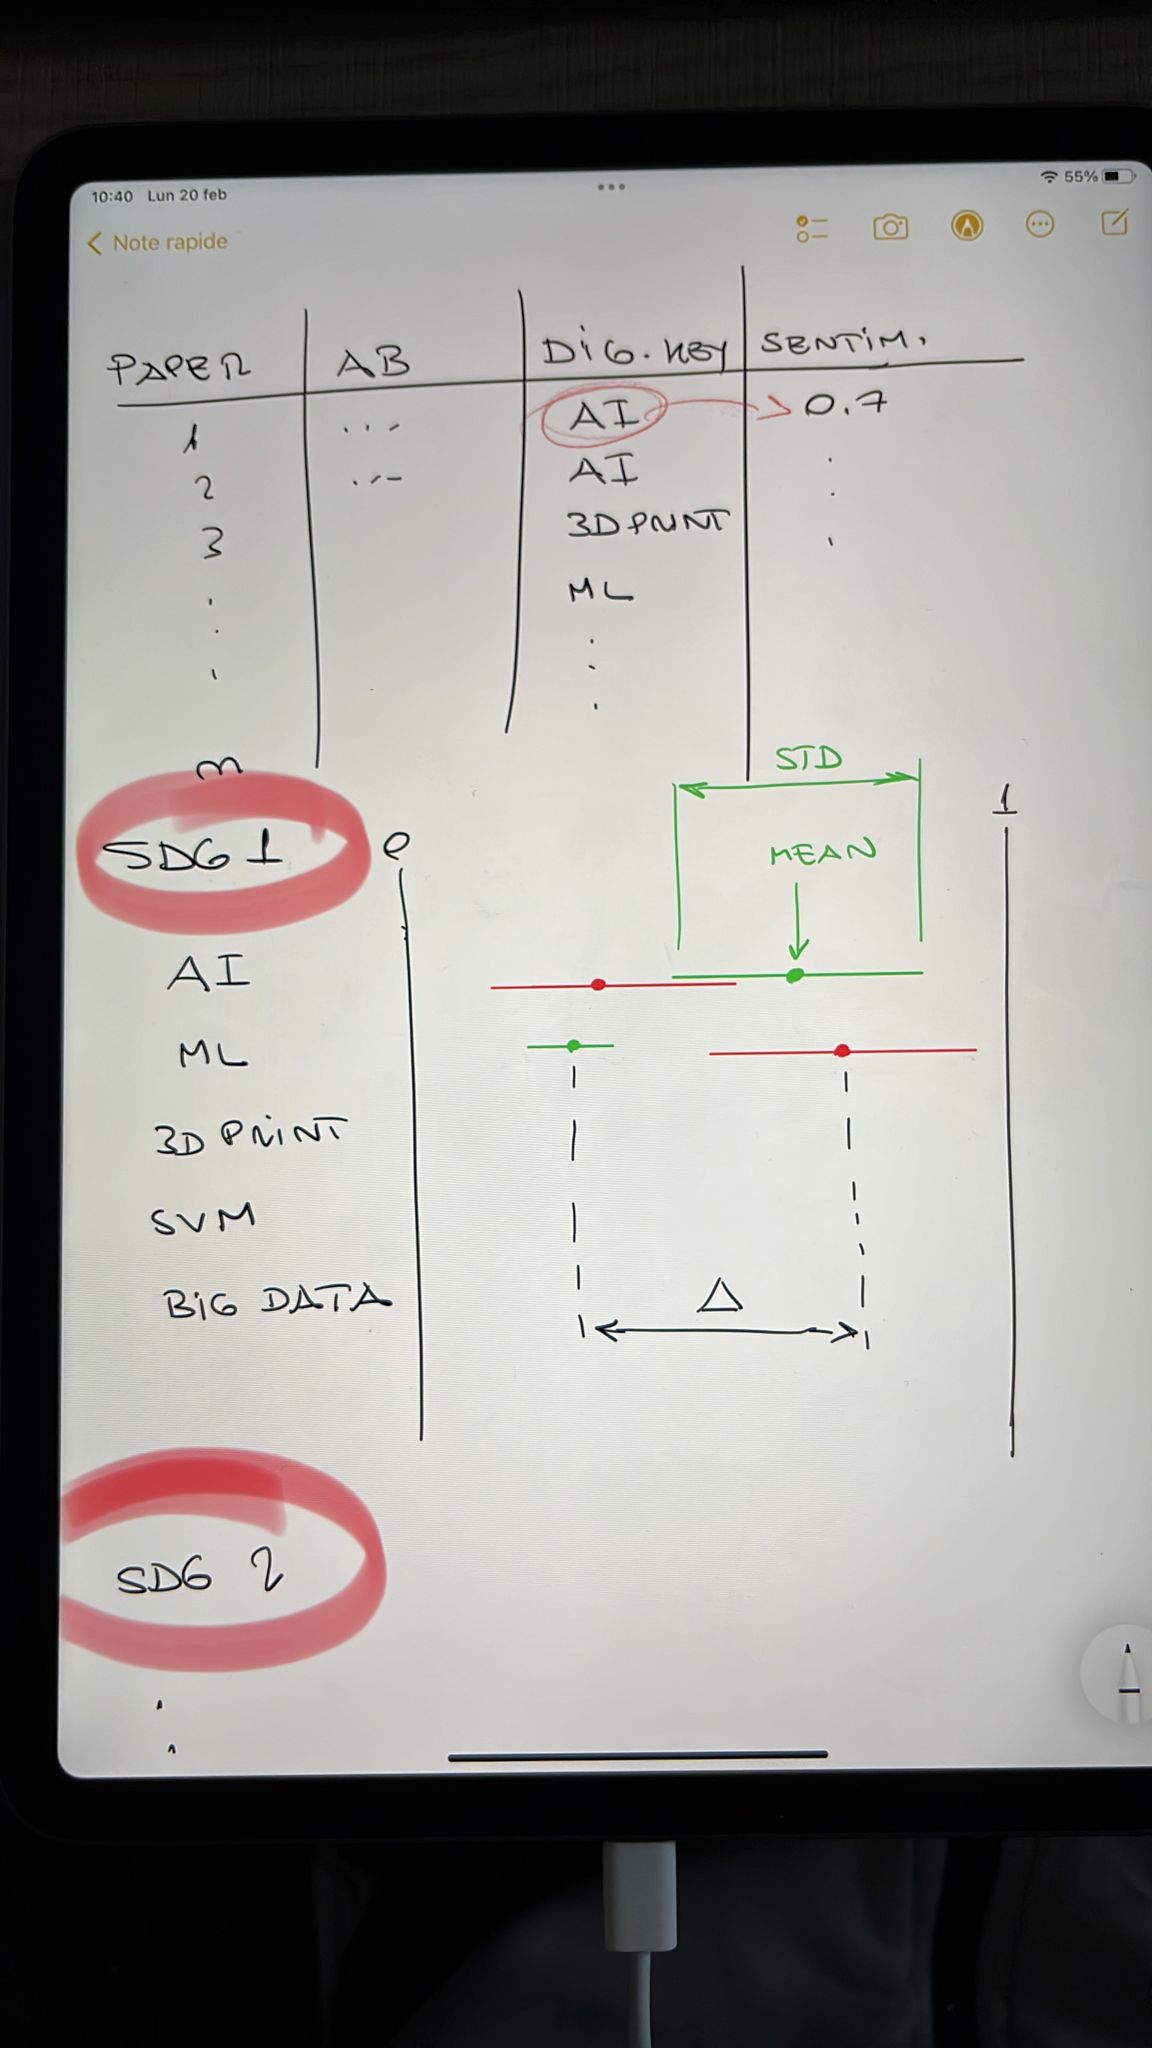 10:40 Lun 20 feb 55%
Note rapide
PAPER AB DIG. KEY SENTIM.
1 ... AI 0.7
2 ... AI
3 3D PRINT
ML
m
STD
SDG 1 0 MEAN 1
AI
ML
3D PRINT
SVM
BIG DATA Δ
SDG 2